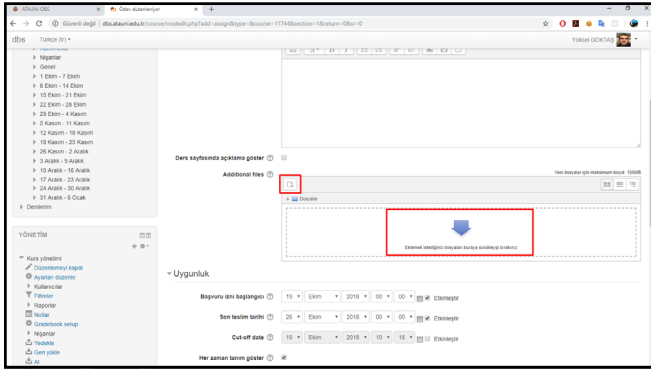 ATAUNI-OBS
Ödev düzenleniyor
Güvenli değil | dbs.atauni.edu.tr/course/modedit.php?add=assign&type=&course=11744&section=1&return=0&sr=0
dbs
Türkçe (tr)
Yüksel GÖKTAŞ
Nişanlar
Genel
1 Ekim - 7 Ekim
8 Ekim - 14 Ekim
15 Ekim - 21 Ekim
22 Ekim - 28 Ekim
29 Ekim - 4 Kasım
5 Kasım - 11 Kasım
12 Kasım - 18 Kasım
19 Kasım - 25 Kasım
26 Kasım - 2 Aralık
3 Aralık - 9 Aralık
10 Aralık - 16 Aralık
17 Aralık - 23 Aralık
24 Aralık - 30 Aralık
31 Aralık - 6 Ocak
Derslerim
YÖNETİM
Kurs yönetimi
Düzenlemeyi kapat
Ayarları düzenle
Kullanıcılar
Filtreler
Raporlar
Notlar
Gradebook setup
Nişanlar
Yedekle
Geri yükle
Al
Ders sayfasında açıklama göster
Additional files
Yeni dosyalar için maksimum boyut: 150MB
Dosyalar
Eklemek istediğiniz dosyaları buraya sürükleyip bırakınız
Uygunluk
Başvuru izni başlangıcı 19 Ekim 2018 00 00 Etkinleştir
Son teslim tarihi 26 Ekim 2018 00 00 Etkinleştir
Cut-off date 19 Ekim 2018 10 15 Etkinleştir
Her zaman tanım göster